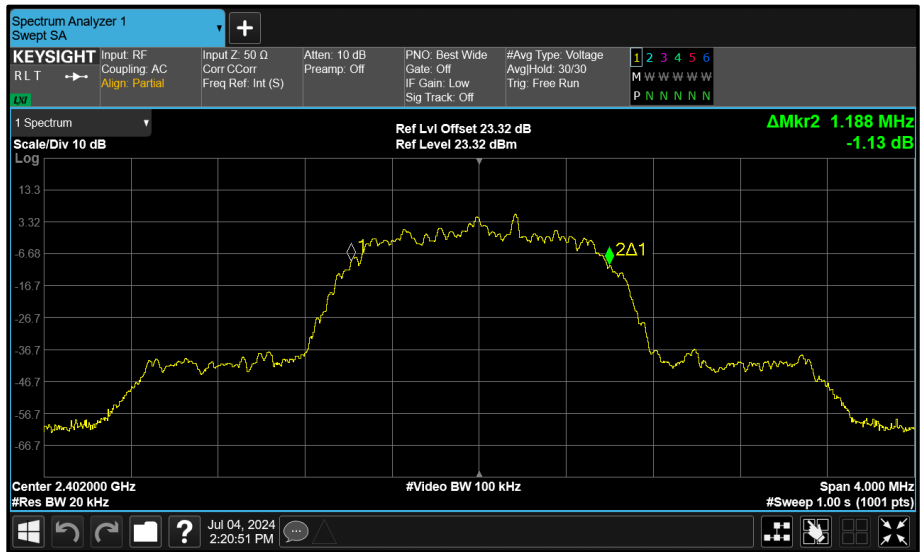 Spectrum Analyzer 1
Swept SA
+
KEYSIGHT
R L T
LXI
Input: RF
Coupling: AC
Align: Partial
Input Z: 50 Ω
Corr CCorr
Freq Ref: Int (S)
Atten: 10 dB
Preamp: Off
PNO: Best Wide
Gate: Off
IF Gain: Low
Sig Track: Off
#Avg Type: Voltage
Avg|Hold: 30/30
Trig: Free Run
1 2 3 4 5 6
M W W W W W
P N N N N N
1 Spectrum
Scale/Div 10 dB
Ref Lvl Offset 23.32 dB
Ref Level 23.32 dBm
ΔMkr2 1.188 MHz
-1.13 dB
Log
13.3
3.32
-6.68
-16.7
-26.7
-36.7
-46.7
-56.7
-66.7
1
2Δ1
Center 2.402000 GHz
#Res BW 20 kHz
#Video BW 100 kHz
Span 4.000 MHz
#Sweep 1.00 s (1001 pts)
?
Jul 04, 2024
2:20:51 PM